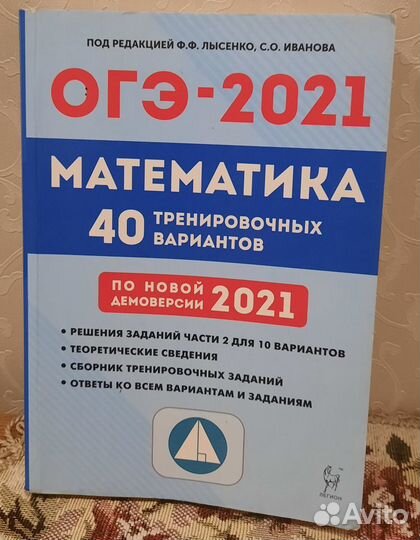 ПОД РЕДАКЦИЕЙ Ф.Ф. ЛЫСЕНКО, С.О. ИВАНОВА
ОГЭ-2021
МАТЕМАТИКА
40 ТРЕНИРОВОЧНЫХ
ВАРИАНТОВ
ПО НОВОЙ
ДЕМОВЕРСИИ 2021
• РЕШЕНИЯ ЗАДАНИЙ ЧАСТИ 2 ДЛЯ 10 ВАРИАНТОВ
• ТЕОРЕТИЧЕСКИЕ СВЕДЕНИЯ
• СБОРНИК ТРЕНИРОВОЧНЫХ ЗАДАНИЙ
• ОТВЕТЫ КО ВСЕМ ВАРИАНТАМ И ЗАДАНИЯМ
ЛЕГИОН
Avito